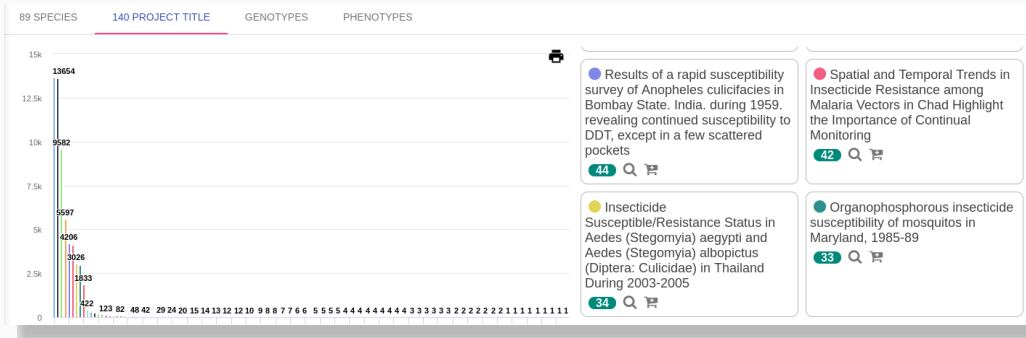 89 SPECIES
140 PROJECT TITLE
GENOTYPES
PHENOTYPES
15k
12.5k
10k
7.5k
5k
2.5k
0
13654
9582
5597
4206
3026
1833
422
123 82 48 42 29 24 20 15 14 13 12 12 10 9 8 8 7 7 6 6 5 5 5 5 4 4 4 4 4 4 4 4 3 3 3 3 3 3 2 2 2 2 2 2 2 1 1 1 1 1 1 1 1 1
Results of a rapid susceptibility
survey of Anopheles culicifacies in
Bombay State. India. during 1959.
revealing continued susceptibility to
DDT, except in a few scattered
pockets
44
Spatial and Temporal Trends in
Insecticide Resistance among
Malaria Vectors in Chad Highlight
the Importance of Continual
Monitoring
42
Insecticide
Susceptible/Resistance Status in
Aedes (Stegomyia) aegypti and
Aedes (Stegomyia) albopictus
(Diptera: Culicidae) in Thailand
During 2003-2005
34
Organophosphorous insecticide
susceptibility of mosquitos in
Maryland, 1985-89
33